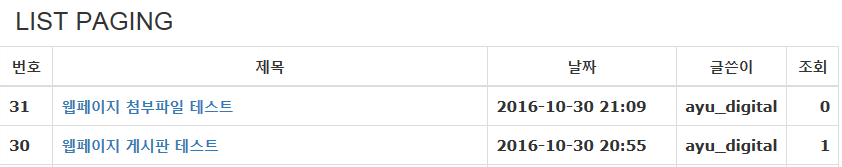 LIST PAGING
번호 제목 날짜 글쓴이 조회
31 웹페이지 첨부파일 테스트 2016-10-30 21:09 ayu_digital 0
30 웹페이지 게시판 테스트 2016-10-30 20:55 ayu_digital 1